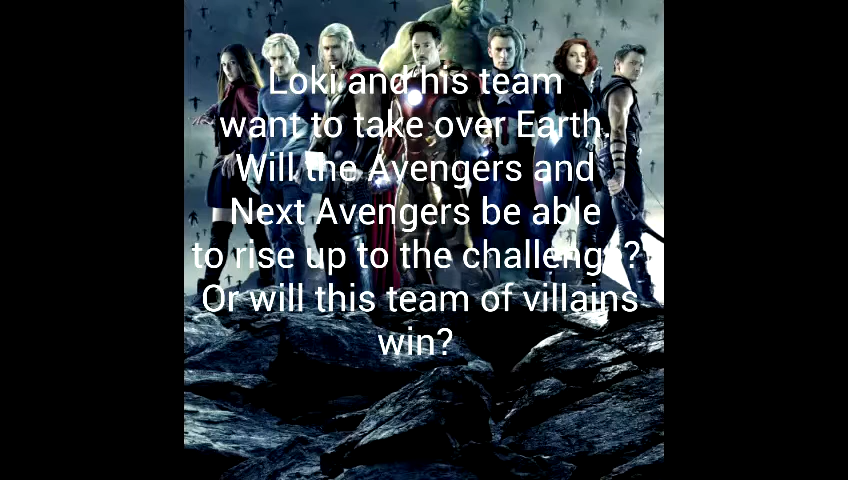 Loki and his team
want to take over Earth.
Will the Avengers and
Next Avengers be able
to rise up to the challenge?
Or will this team of villains
win?